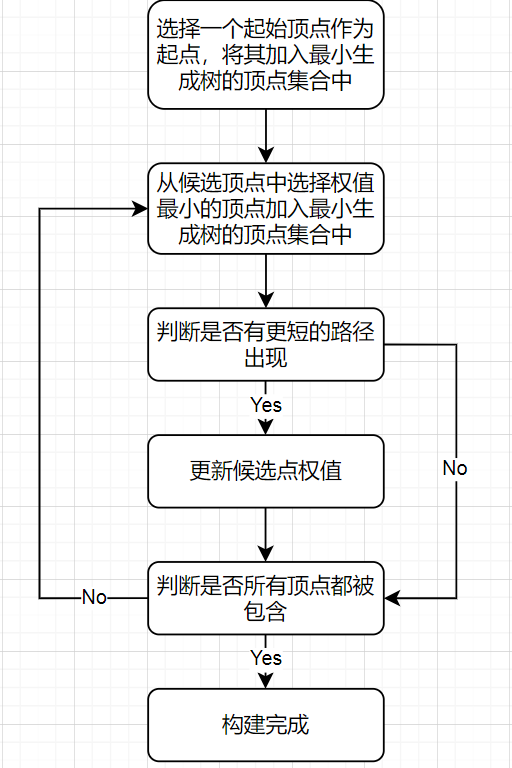 选择一个起始顶点作为
起点，将其加入最小生
成树的顶点集合中
从候选顶点中选择权值
最小的顶点加入最小生
成树的顶点集合中
判断是否有更短的路径
出现
Yes
更新候选点权值
No
判断是否所有顶点都被
包含
No
Yes
构建完成